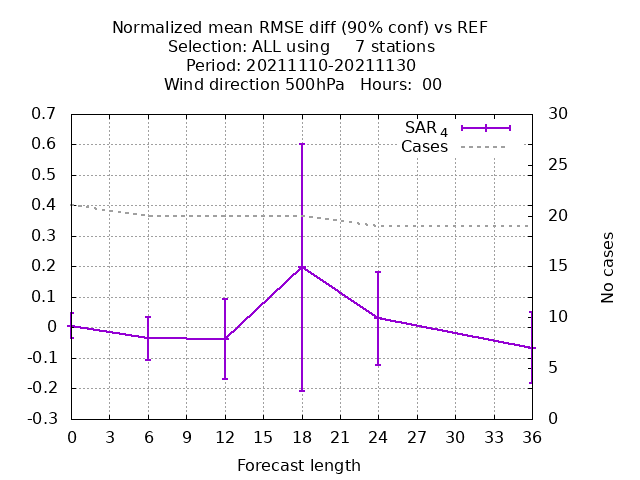 Normalized mean RMSE diff (90% conf) vs REF
Selection: ALL using     7 stations
Period: 20211110-20211130
Wind direction 500hPa   Hours:  00
0.7
0.6
0.5
0.4
0.3
0.2
0.1
0
-0.1
-0.2
-0.3
SAR 4
Cases
30
25
20
15
10
5
0
No cases
0 3 6 9 12 15 18 21 24 27 30 33 36
Forecast length